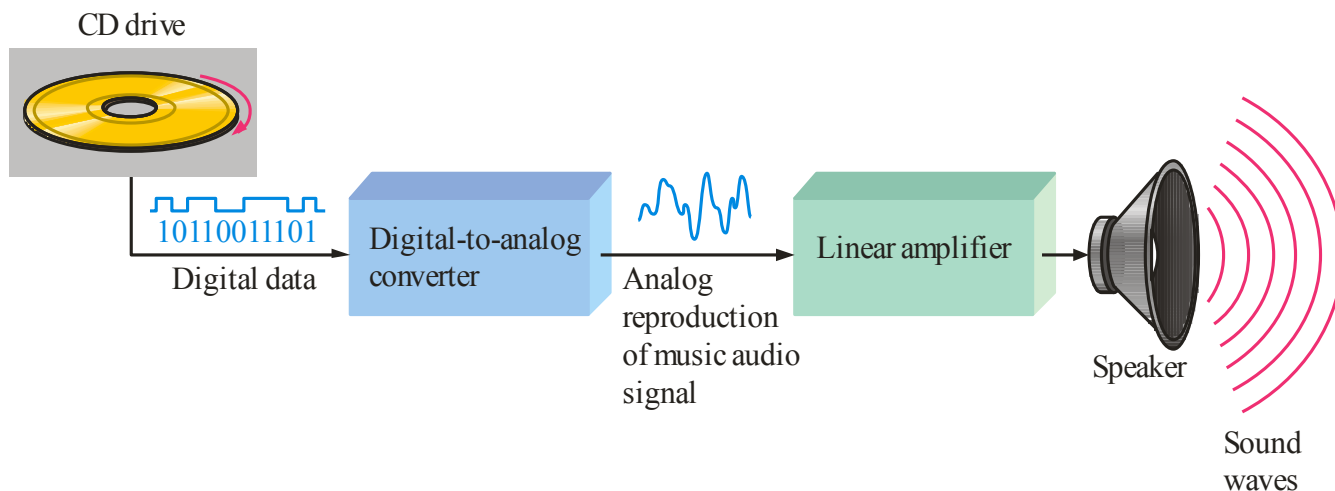 CD drive
10110011101
Digital data
Digital-to-analog
converter
Analog
reproduction
of music audio
signal
Linear amplifier
Speaker
Sound
waves